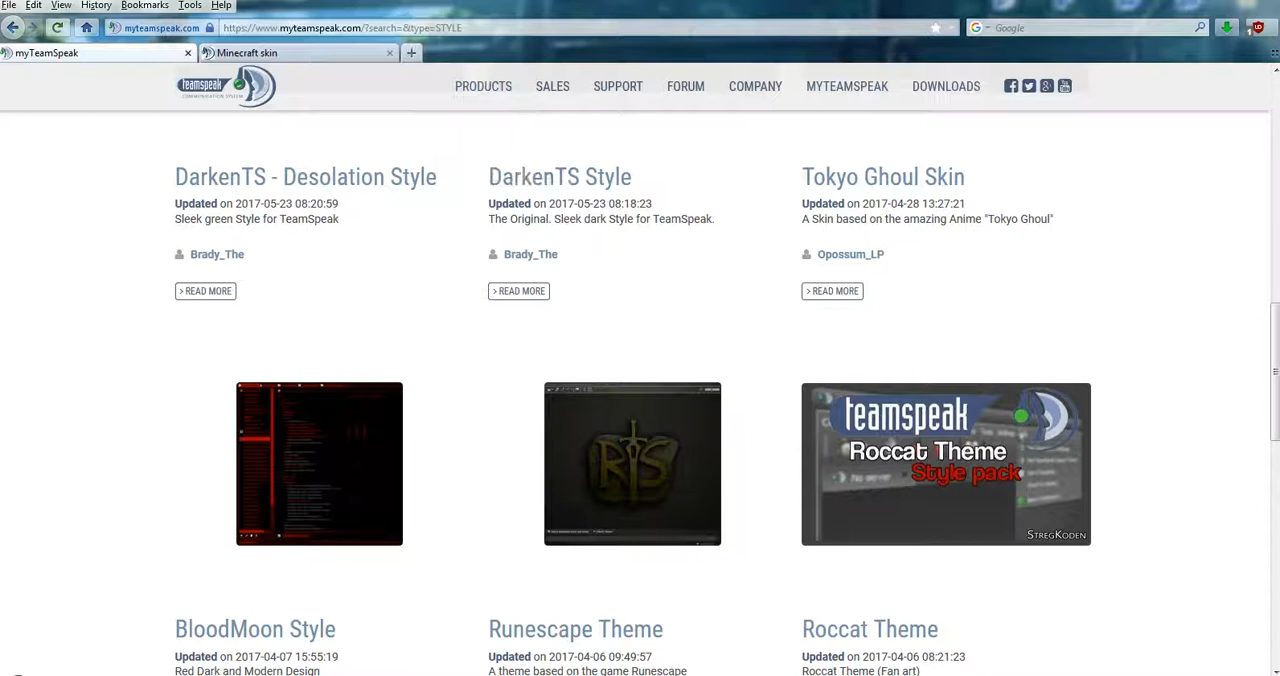 File Edit View History Bookmarks Tools Help
myteamspeak.com https://www.myteamspeak.com/?search=&type=STYLE Google
myTeamSpeak Minecraft skin
teamspeak PRODUCTS SALES SUPPORT FORUM COMPANY MYTEAMSPEAK DOWNLOADS
COMMUNICATION SYSTEM
DarkenTS - Desolation Style DarkenTS Style Tokyo Ghoul Skin
Updated on 2017-05-23 08:20:59 Updated on 2017-05-23 08:18:23 Updated on 2017-04-28 13:27:21
Sleek green Style for TeamSpeak The Original. Sleek dark Style for TeamSpeak. A Skin based on the amazing Anime "Tokyo Ghoul"
Brady_The Brady_The Opossum_LP
> READ MORE > READ MORE > READ MORE
RS
teamspeak
Roccat Theme
Style pack
STREGKODEN
BloodMoon Style Runescape Theme Roccat Theme
Updated on 2017-04-07 15:55:19 Updated on 2017-04-06 09:49:57 Updated on 2017-04-06 08:21:23
Red Dark and Modern Design A theme based on the game Runescape Roccat Theme (Fan art)